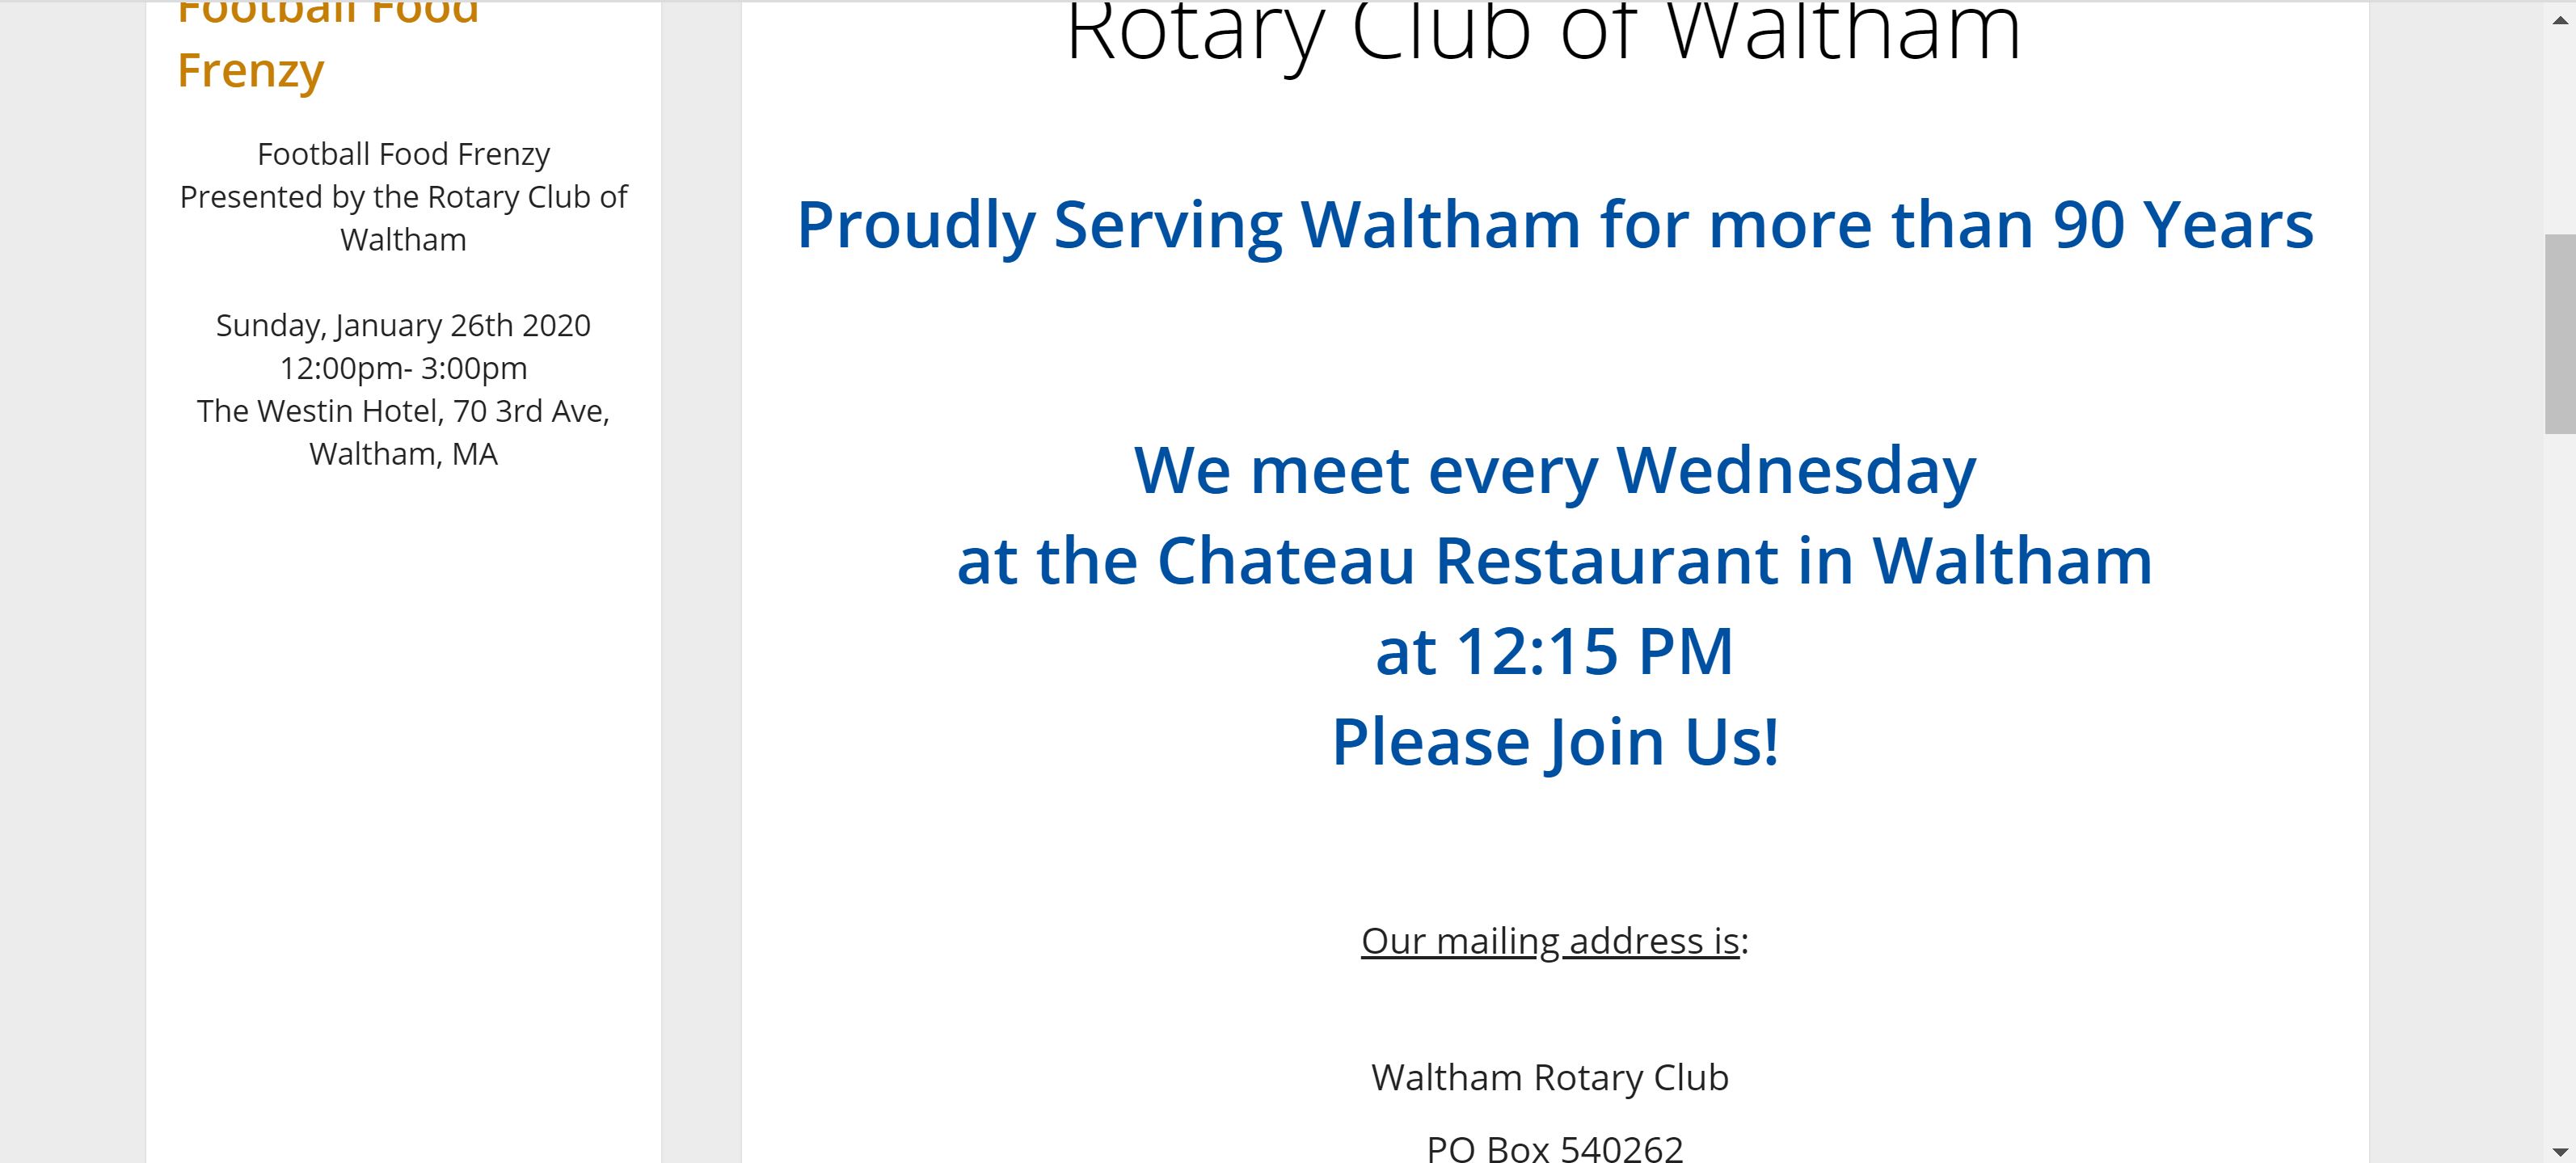 Football Food
Frenzy
Football Food Frenzy
Presented by the Rotary Club of
Waltham
Sunday, January 26th 2020
12:00pm- 3:00pm
The Westin Hotel, 70 3rd Ave,
Waltham, MA
Rotary Club of Waltham
Proudly Serving Waltham for more than 90 Years
We meet every Wednesday
at the Chateau Restaurant in Waltham
at 12:15 PM
Please Join Us!
Our mailing address is:
Waltham Rotary Club
PO Box 540262